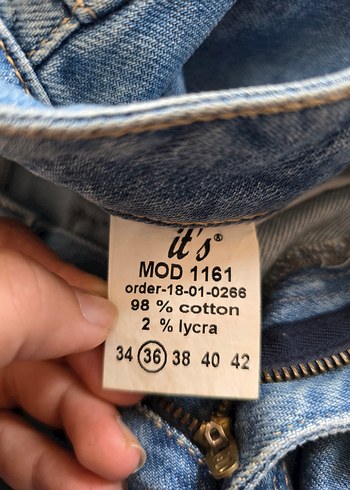 it's®
MOD 1161
order-18-01-0266
98 % cotton
2 % lycra
34 36 38 40 42